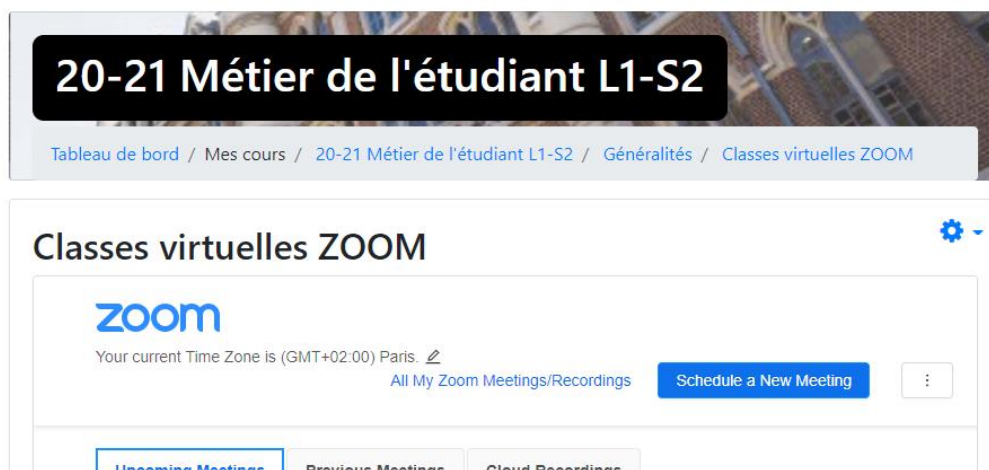 20-21 Métier de l'étudiant L1-S2
Tableau de bord / Mes cours / 20-21 Métier de l'étudiant L1-S2 / Généralités / Classes virtuelles ZOOM
Classes virtuelles ZOOM
zoom
Your current Time Zone is (GMT+02:00) Paris.
All My Zoom Meetings/Recordings Schedule a New Meeting
Upcoming Meetings Previous Meetings Cloud Recordings